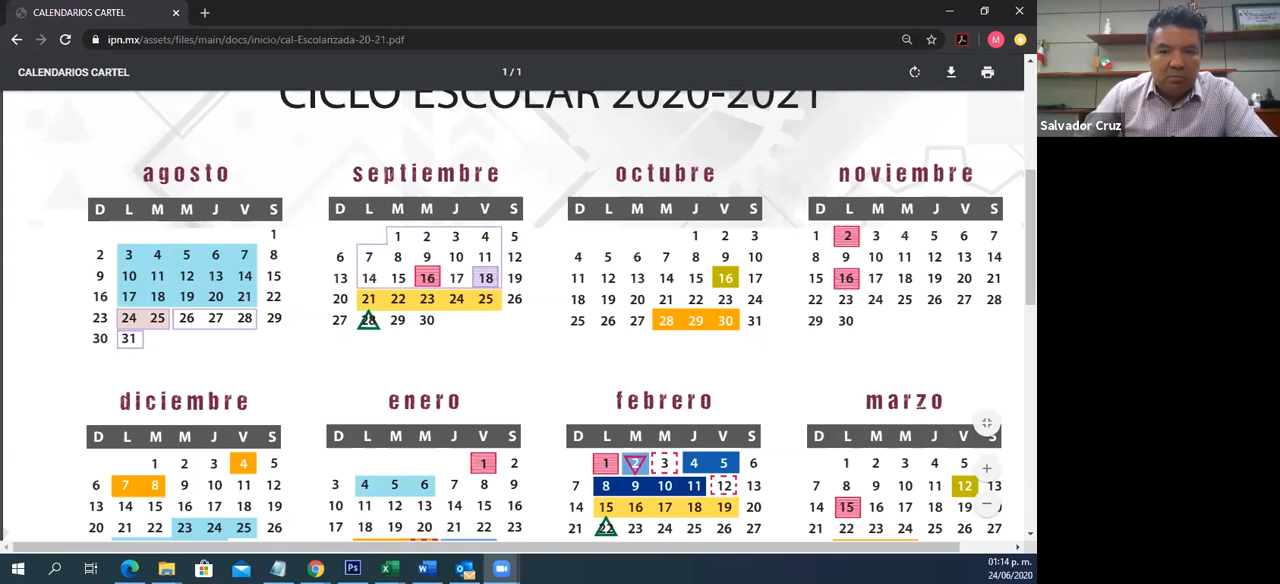 CALENDARIOS CARTEL
ipn.mx/assets/files/main/docs/inicio/cal-Escolarizada-20-21.pdf
M
CALENDARIOS CARTEL
1 / 1
Salvador Cruz
CICLO ESCOLAR 2020-2021
agosto
D L M M J V S
1
2 3 4 5 6 7 8
9 10 11 12 13 14 15
16 17 18 19 20 21 22
23 24 25 26 27 28 29
30 31
septiembre
D L M M J V S
1 2 3 4 5
6 7 8 9 10 11 12
13 14 15 16 17 18 19
20 21 22 23 24 25 26
27 28 29 30
octubre
D L M M J V S
1 2 3
4 5 6 7 8 9 10
11 12 13 14 15 16 17
18 19 20 21 22 23 24
25 26 27 28 29 30 31
noviembre
D L M M J V S
1 2 3 4 5 6 7
8 9 10 11 12 13 14
15 16 17 18 19 20 21
22 23 24 25 26 27 28
29 30
diciembre
D L M M J V S
1 2 3 4 5
6 7 8 9 10 11 12
13 14 15 16 17 18 19
20 21 22 23 24 25 26
enero
D L M M J V S
1 2
3 4 5 6 7 8 9
10 11 12 13 14 15 16
17 18 19 20 21 22 23
febrero
D L M M J V S
1 2 3 4 5 6
7 8 9 10 11 12 13
14 15 16 17 18 19 20
21 22 23 24 25 26 27
marzo
D L M M J V S
1 2 3 4 5
7 8 9 10 11 12 13
14 15 16 17 18 19 20
21 22 23 24 25 26 27
01:14 p. m.
24/06/2020